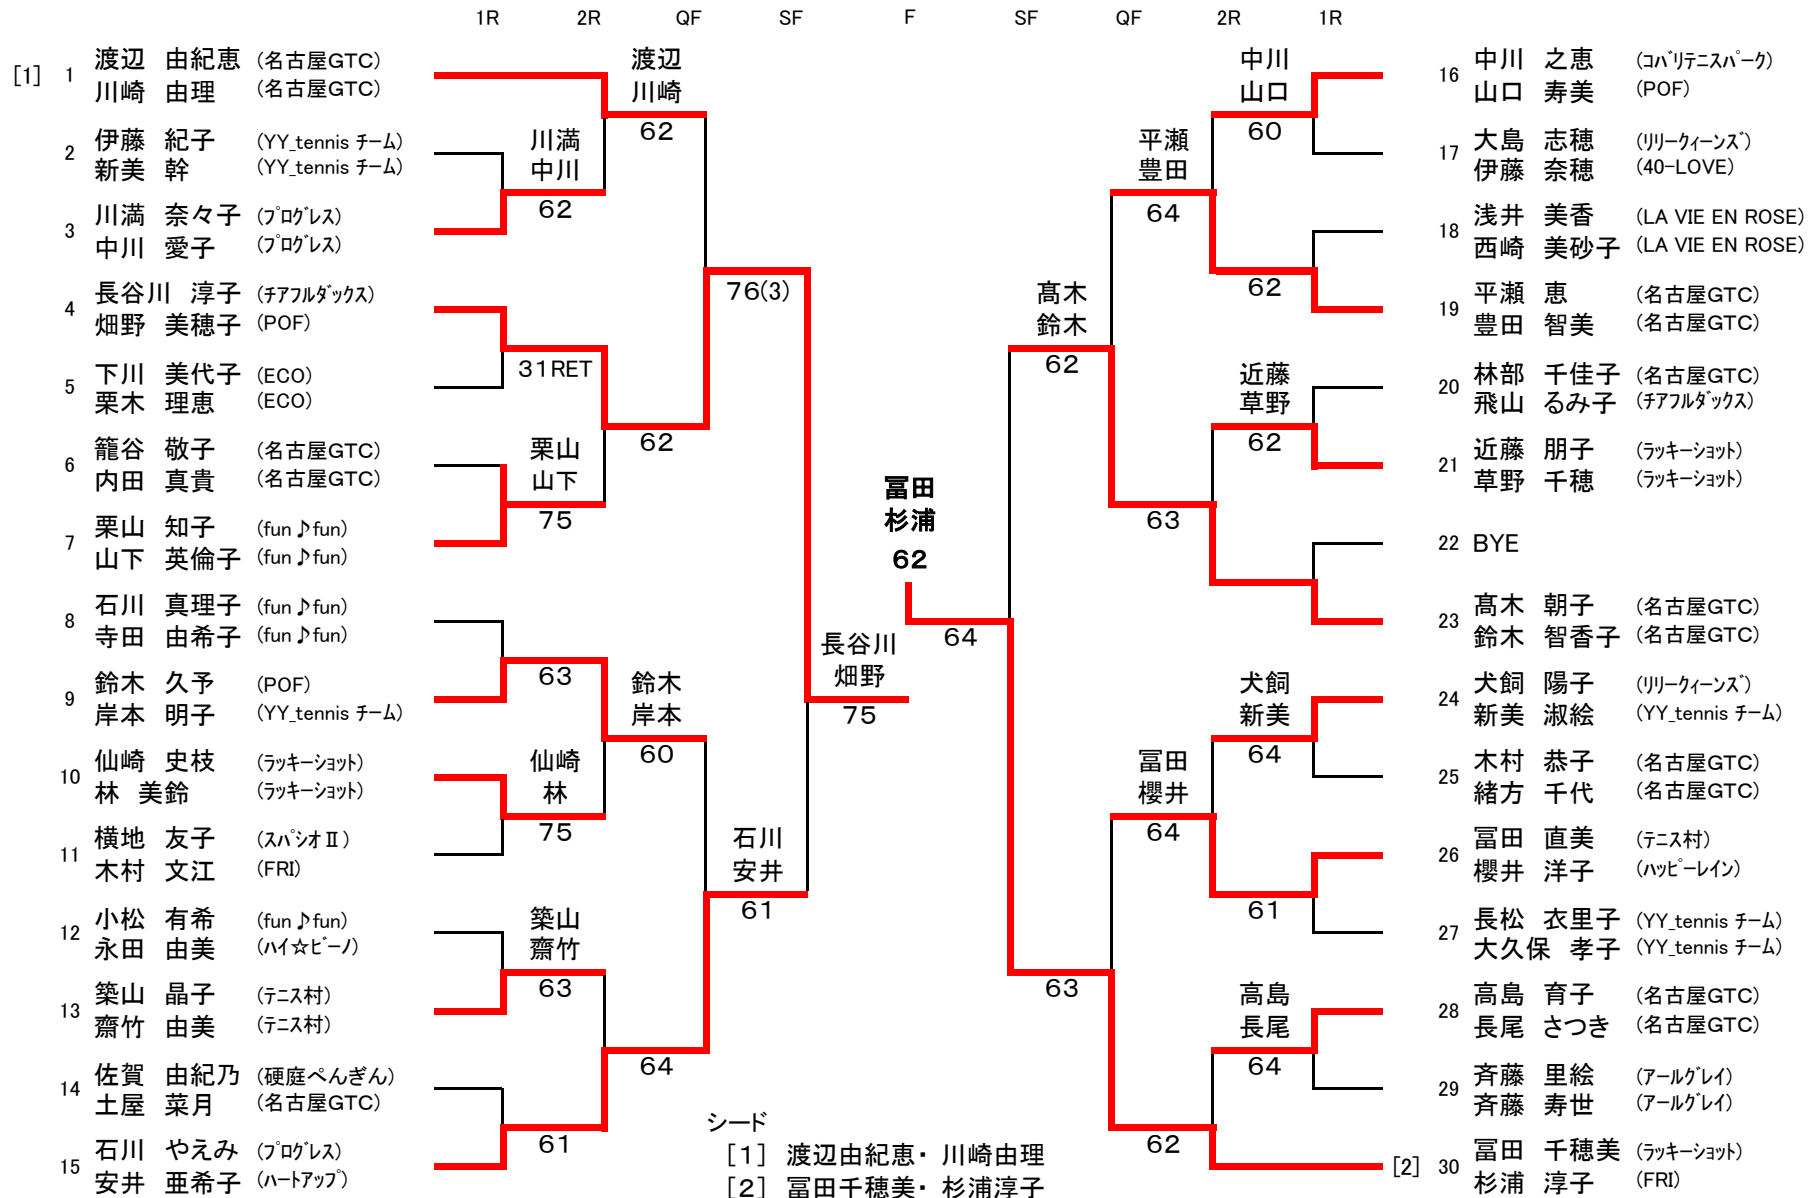 1R 2R QF SF F SF QF 2R 1R
[1] 1 渡辺 由紀恵 (名古屋GTC)
川崎 由理 (名古屋GTC)
2 伊藤 紀子 (YY_tennis チーム)
新美 幹 (YY_tennis チーム)
3 川満 奈々子 (プログレス)
中川 愛子 (プログレス)
4 長谷川 淳子 (チアフルダックス)
畑野 美穂子 (POF)
5 下川 美代子 (ECO)
栗木 理恵 (ECO)
6 籠谷 敬子 (名古屋GTC)
内田 真貴 (名古屋GTC)
7 栗山 知子 (fun♪fun)
山下 英倫子 (fun♪fun)
8 石川 真理子 (fun♪fun)
寺田 由希子 (fun♪fun)
9 鈴木 久予 (POF)
岸本 明子 (YY_tennis チーム)
10 仙崎 史枝 (ラッキーショット)
林 美鈴 (ラッキーショット)
11 横地 友子 (スパシオⅡ)
木村 文江 (FRI)
12 小松 有希 (fun♪fun)
永田 由美 (ハイ☆ビーノ)
13 築山 晶子 (テニス村)
齋竹 由美 (テニス村)
14 佐賀 由紀乃 (硬庭ぺんぎん)
土屋 菜月 (名古屋GTC)
15 石川 やえみ (プログレス)
安井 亜希子 (ハートアップ)
川満
中川
62
31RET
栗山
山下
75
63
仙崎
林
75
築山
齋竹
63
61
渡辺
川崎
62
62
鈴木
岸本
60
64
76(3)
石川
安井
61
長谷川
畑野
75
冨田
杉浦
62
64
髙木
鈴木
62
63
平瀬
豊田
64
63
冨田
櫻井
64
62
中川
山口
60
62
近藤
草野
62
犬飼
新美
64
61
高島
長尾
64
16 中川 之恵 (コパリテニスパーク)
山口 寿美 (POF)
17 大島 志穂 (リリークィーンズ)
伊藤 奈穂 (40-LOVE)
18 浅井 美香 (LA VIE EN ROSE)
西崎 美砂子 (LA VIE EN ROSE)
19 平瀬 恵 (名古屋GTC)
豊田 智美 (名古屋GTC)
20 林部 千佳子 (名古屋GTC)
飛山 るみ子 (チアフルダックス)
21 近藤 朋子 (ラッキーショット)
草野 千穂 (ラッキーショット)
22 BYE
23 髙木 朝子 (名古屋GTC)
鈴木 智香子 (名古屋GTC)
24 犬飼 陽子 (リリークィーンズ)
新美 淑絵 (YY_tennis チーム)
25 木村 恭子 (名古屋GTC)
緒方 千代 (名古屋GTC)
26 冨田 直美 (テニス村)
櫻井 洋子 (ハッピーレイン)
27 長松 衣里子 (YY_tennis チーム)
大久保 孝子 (YY_tennis チーム)
28 高島 育子 (名古屋GTC)
長尾 さつき (名古屋GTC)
29 斉藤 里絵 (アールグレイ)
斉藤 寿世 (アールグレイ)
[2] 30 冨田 千穂美 (ラッキーショット)
杉浦 淳子 (FRI)
シード
[1] 渡辺由紀恵・ 川崎由理
[2] 冨田千穂美・ 杉浦淳子